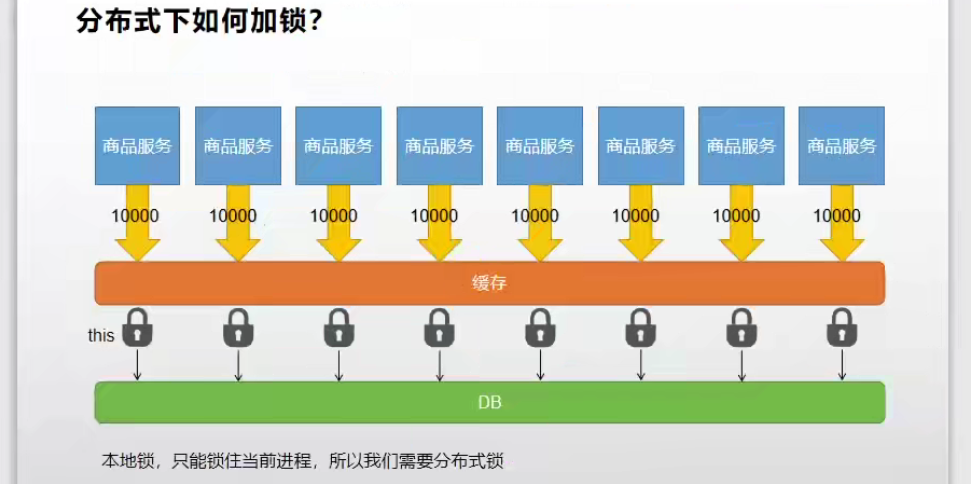 分布式下如何加锁？
商品服务 商品服务 商品服务 商品服务 商品服务 商品服务 商品服务 商品服务
10000 10000 10000 10000 10000 10000 10000 10000
缓存
this
DB
本地锁，只能锁住当前进程，所以我们需要分布式锁